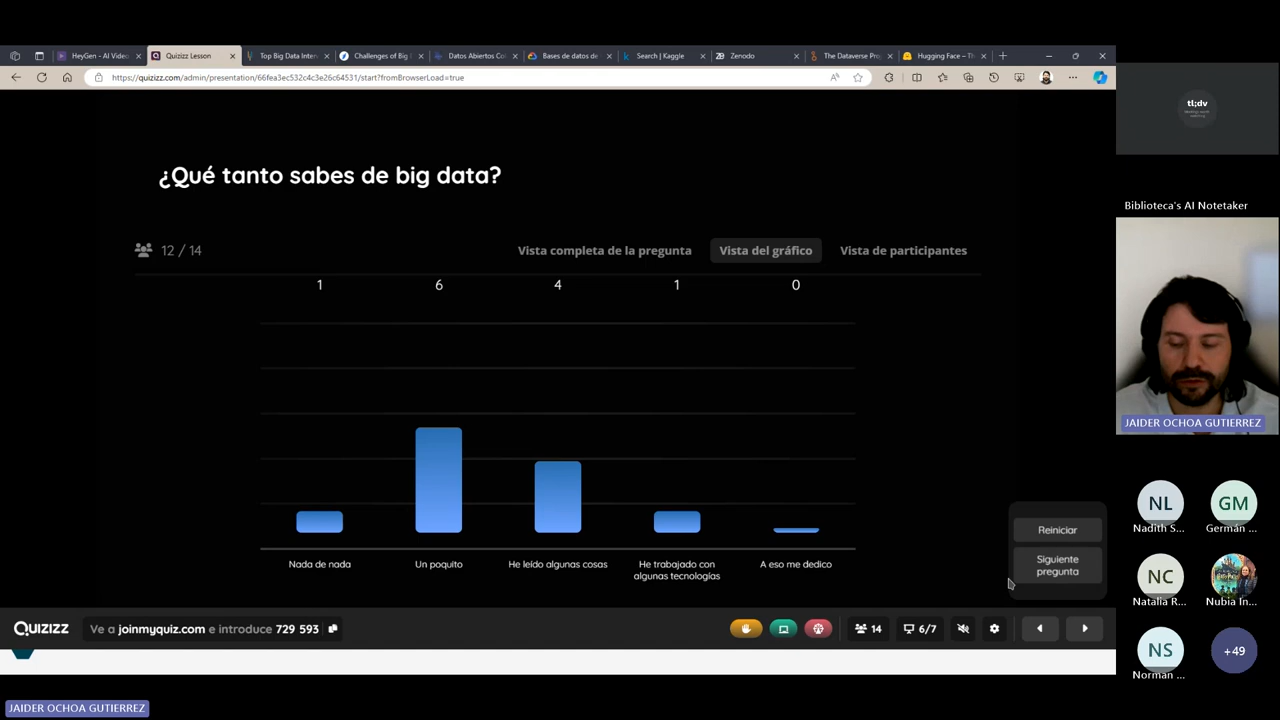 HeyGen - AI Video
Quizizz Lesson
Top Big Data Inter
Challenges of Big
Datos Abiertos Co
Bases de datos de
Search | Kaggle
Zenodo
The Dataverse Pro
Hugging Face – Th
https://quizizz.com/admin/presentation/66fea3ec532c4c3e26c64531/start?fromBrowserLoad=true
tl;dv
Biblioteca's AI Notetaker
¿Qué tanto sabes de big data?
12 / 14
Vista completa de la pregunta
Vista del gráfico
Vista de participantes
1
6
4
1
0
Nada de nada
Un poquito
He leído algunas cosas
He trabajado con
algunas tecnologías
A eso me dedico
Reiniciar
Siguiente
pregunta
QUIZIZZ
Ve a joinmyquiz.com e introduce 729 593
14
6/7
JAIDER OCHOA GUTIERREZ
NL
Nadith S...
GM
Germán ...
NC
Natalia R...
Nubia In...
NS
Norman ...
+49
JAIDER OCHOA GUTIERREZ